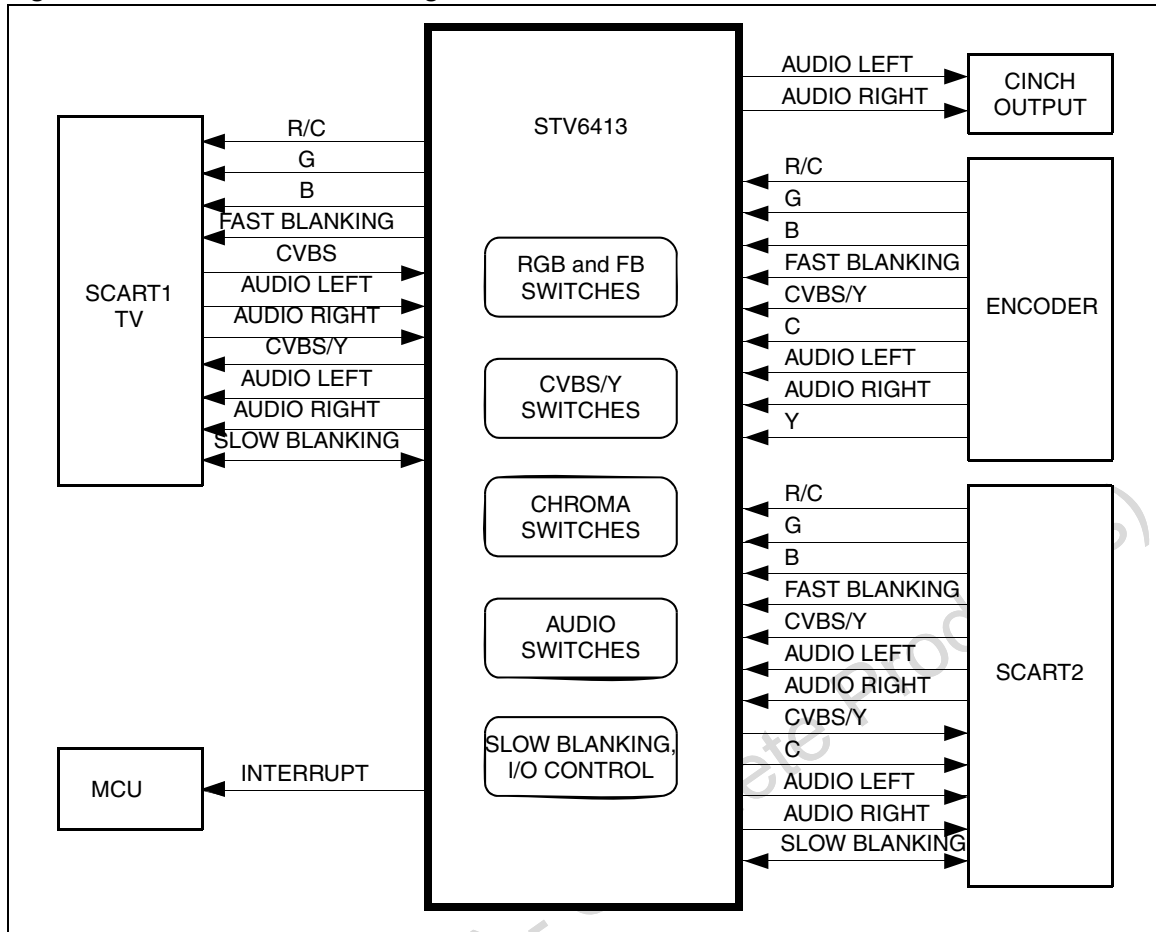 STV6413
SCART1
TV
R/C
G
B
FAST BLANKING
CVBS
AUDIO LEFT
AUDIO RIGHT
CVBS/Y
AUDIO LEFT
AUDIO RIGHT
SLOW BLANKING
MCU
INTERRUPT
RGB and FB
SWITCHES
CVBS/Y
SWITCHES
CHROMA
SWITCHES
AUDIO
SWITCHES
SLOW BLANKING,
I/O CONTROL
AUDIO LEFT
AUDIO RIGHT
CINCH
OUTPUT
R/C
G
B
FAST BLANKING
CVBS/Y
C
AUDIO LEFT
AUDIO RIGHT
Y
ENCODER
R/C
G
B
FAST BLANKING
CVBS/Y
AUDIO LEFT
AUDIO RIGHT
CVBS/Y
C
AUDIO LEFT
AUDIO RIGHT
SLOW BLANKING
SCART2